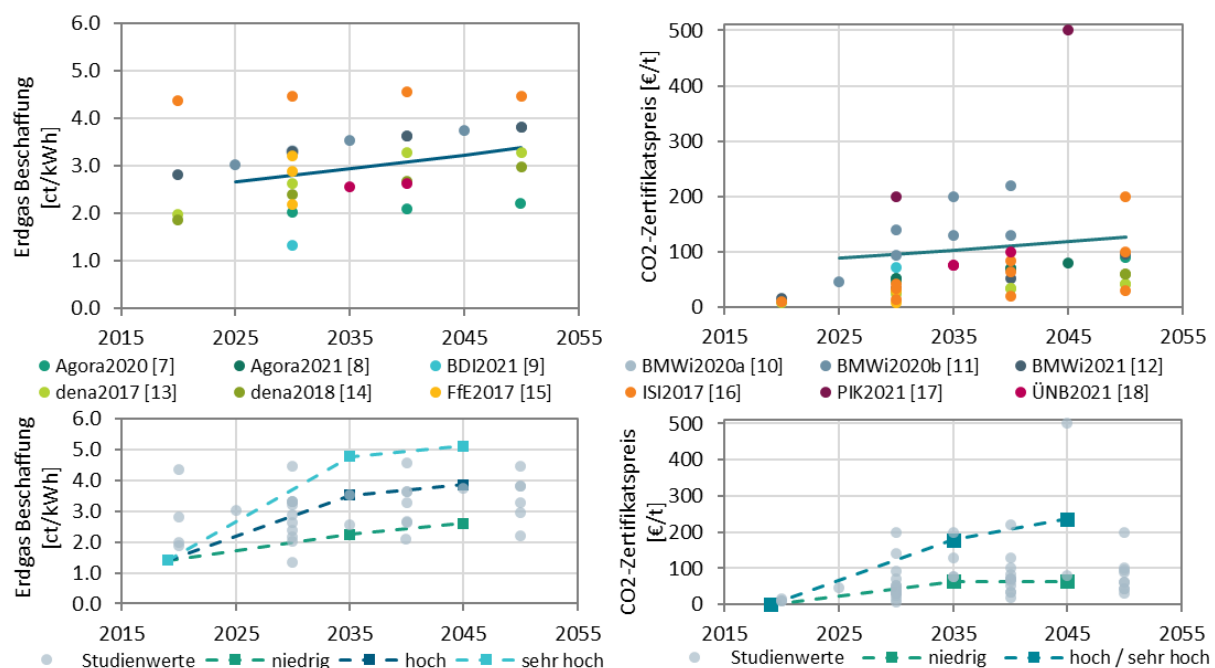 Erdgas Beschaffung
[ct/kWh]
6.0
5.0
4.0
3.0
2.0
1.0
0.0
2015 2025 2035 2045 2055
CO2-Zertifikatspreis [€/t]
500
400
300
200
100
0
2015 2025 2035 2045 2055
Agora2020 [7] Agora2021 [8] BDI2021 [9] BMWi2020a [10] BMWi2020b [11] BMWi2021 [12]
dena2017 [13] dena2018 [14] FfE2017 [15] ISI2017 [16] PIK2021 [17] ÜNB2021 [18]
Erdgas Beschaffung
[ct/kWh]
6.0
5.0
4.0
3.0
2.0
1.0
0.0
2015 2025 2035 2045 2055
Studienwerte niedrig hoch sehr hoch
CO2-Zertifikatspreis
[€/t]
500
400
300
200
100
0
2015 2025 2035 2045 2055
Studienwerte niedrig hoch / sehr hoch